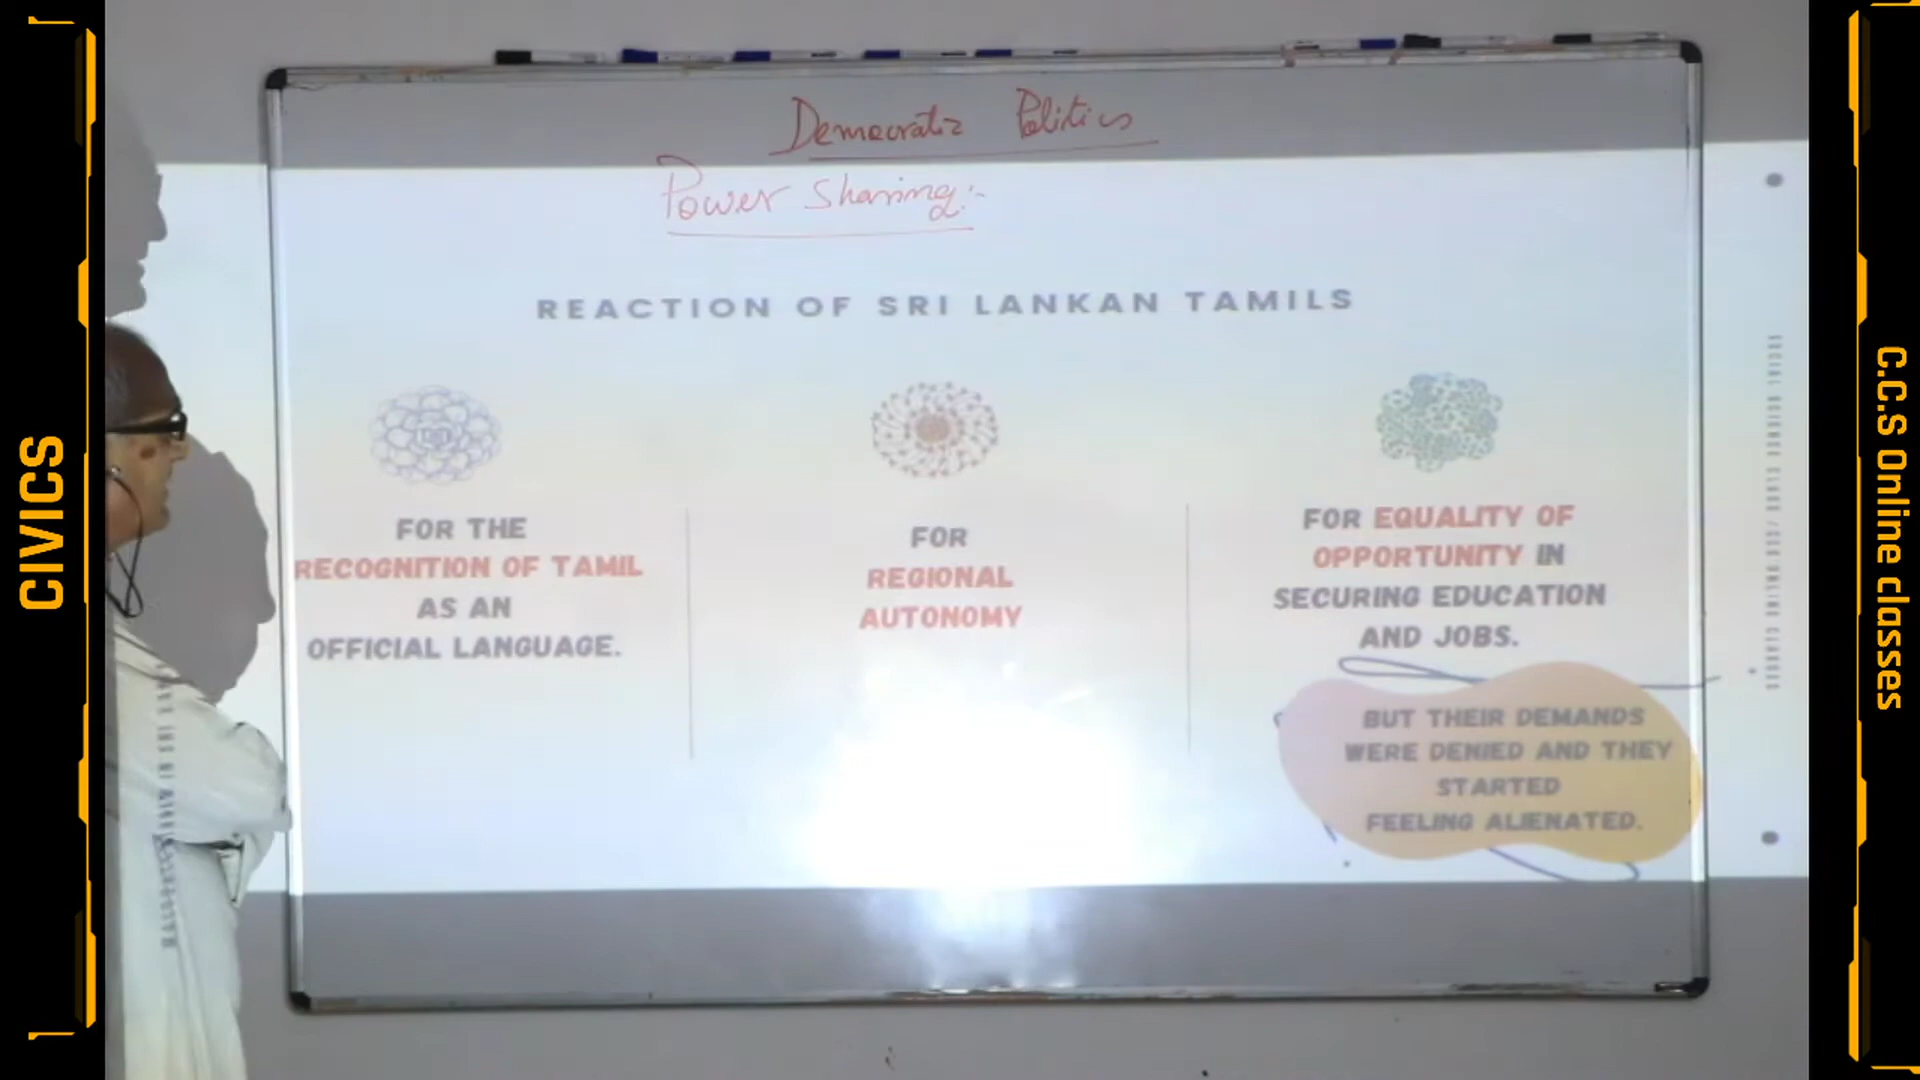 Democratic Politics
Power Sharing:-
REACTION OF SRI LANKAN TAMILS
FOR THE
RECOGNITION OF TAMIL
AS AN
OFFICIAL LANGUAGE.
FOR
REGIONAL
AUTONOMY
FOR EQUALITY OF
OPPORTUNITY IN
SECURING EDUCATION
AND JOBS.
BUT THEIR DEMANDS
WERE DENIED AND THEY
STARTED
FEELING ALIENATED.
CIVICS
C.C.S Online classes